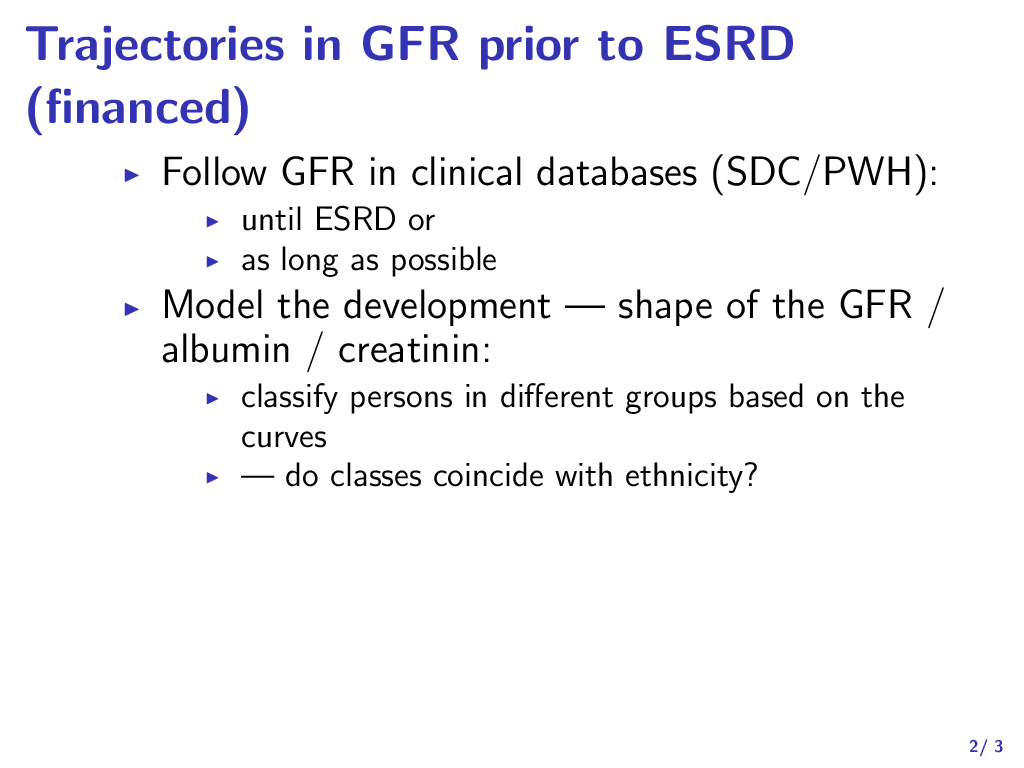 Trajectories in GFR prior to ESRD
(financed)
▶ Follow GFR in clinical databases (SDC/PWH):
▶ until ESRD or
▶ as long as possible
▶ Model the development — shape of the GFR /
albumin / creatinin:
▶ classify persons in different groups based on the
curves
▶ — do classes coincide with ethnicity?
2/ 3